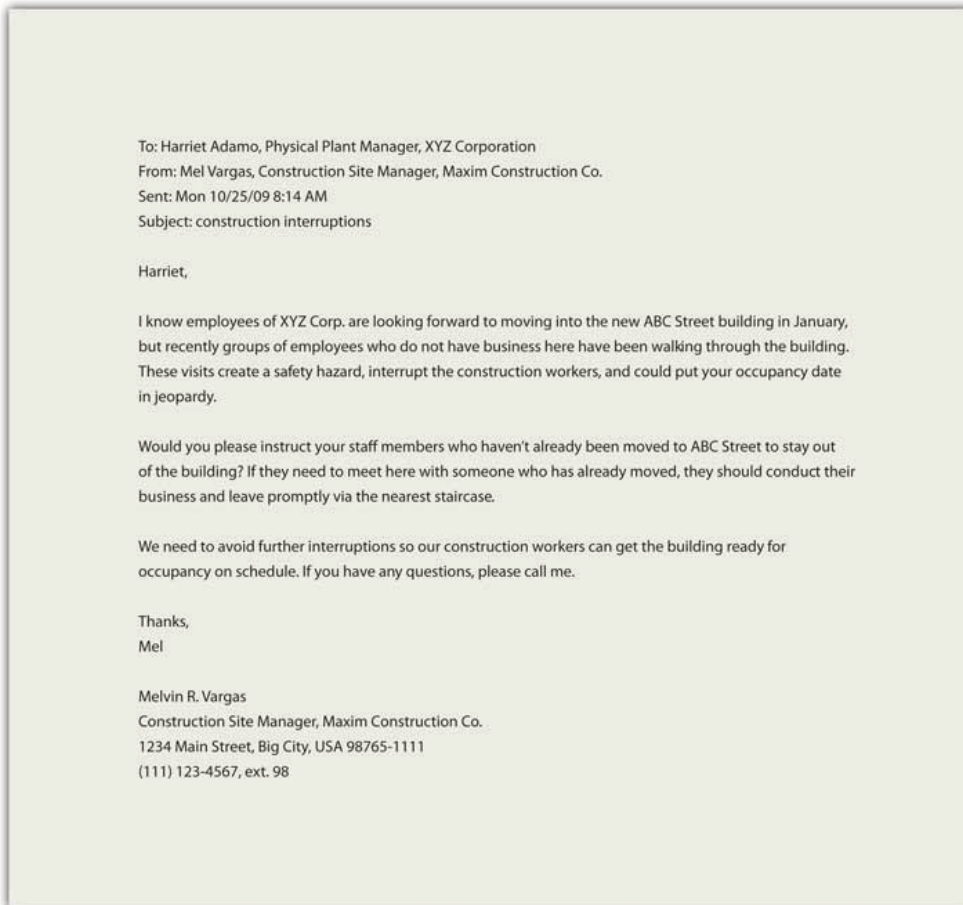 To: Harriet Adamo, Physical Plant Manager, XYZ Corporation
From: Mel Vargas, Construction Site Manager, Maxim Construction Co.
Sent: Mon 10/25/09 8:14 AM
Subject: construction interruptions
Harriet,
I know employees of XYZ Corp. are looking forward to moving into the new ABC Street building in January,
but recently groups of employees who do not have business here have been walking through the building.
These visits create a safety hazard, interrupt the construction workers, and could put your occupancy date
in jeopardy.
Would you please instruct your staff members who haven't already been moved to ABC Street to stay out
of the building? If they need to meet here with someone who has already moved, they should conduct their
business and leave promptly via the nearest staircase.
We need to avoid further interruptions so our construction workers can get the building ready for
occupancy on schedule. If you have any questions, please call me.
Thanks,
Mel
Melvin R. Vargas
Construction Site Manager, Maxim Construction Co.
1234 Main Street, Big City, USA 98765-1111
(111) 123-4567, ext. 98